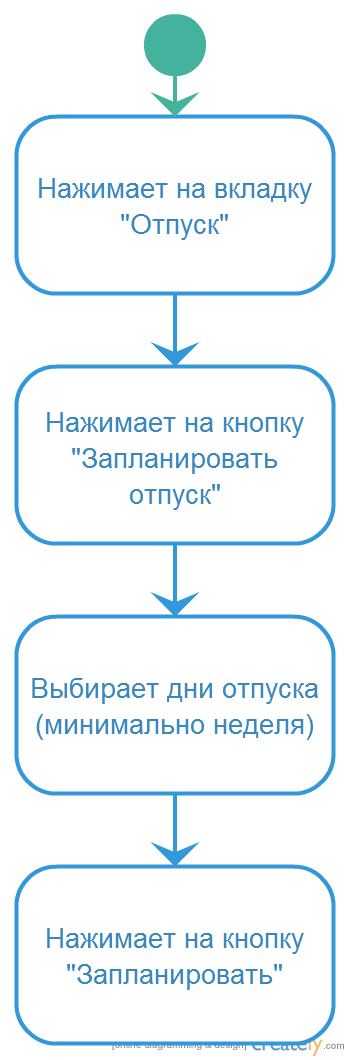 Нажимает на вкладку
"Отпуск"
Нажимает на кнопку
"Запланировать
отпуск"
Выбирает дни отпуска
(минимально неделя)
Нажимает на кнопку
"Запланировать"
[online diagramming & design] creately.com